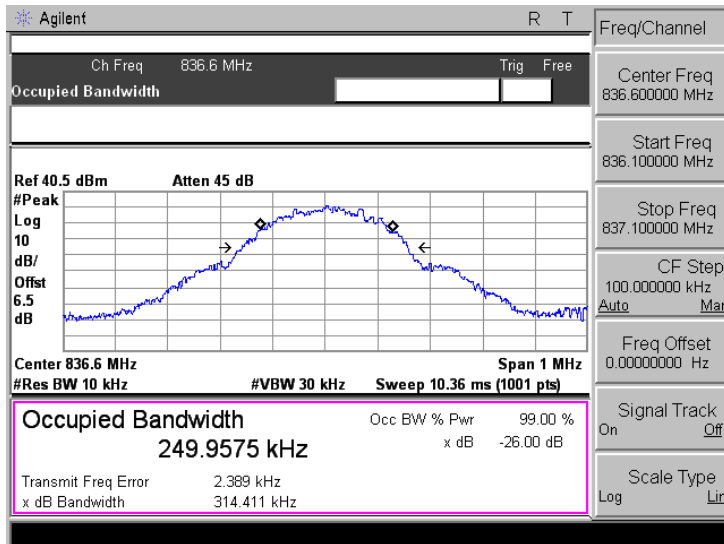 Agilent R T
Freq/Channel
Ch Freq 836.6 MHz Trig Free
Occupied Bandwidth
Center Freq
836.600000 MHz
Start Freq
836.100000 MHz
Stop Freq
837.100000 MHz
CF Step
100.000000 kHz
Auto Man
Freq Offset
0.00000000 Hz
Signal Track
On Off
Scale Type
Log Lin
Ref 40.5 dBm Atten 45 dB
#Peak
Log
10
dB/
Offst
6.5
dB
Center 836.6 MHz Span 1 MHz
#Res BW 10 kHz #VBW 30 kHz Sweep 10.36 ms (1001 pts)
Occupied Bandwidth Occ BW % Pwr 99.00 %
249.9575 kHz x dB -26.00 dB
Transmit Freq Error 2.389 kHz
x dB Bandwidth 314.411 kHz